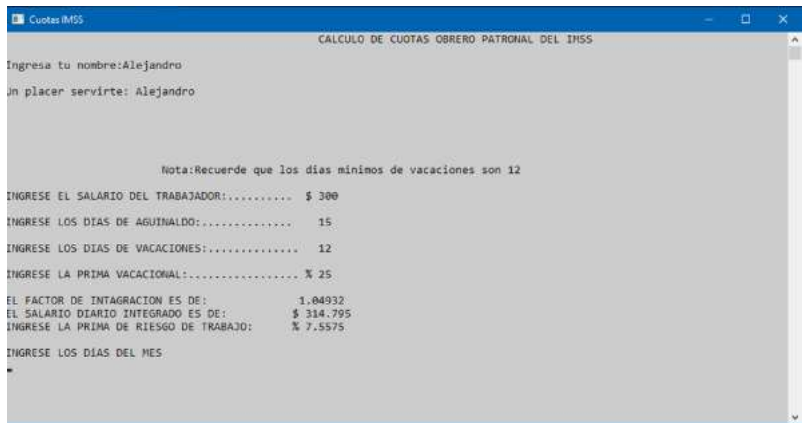 Cuotas IMSS
CALCULO DE CUOTAS OBRERO PATRONAL DEL IMSS
Ingresa tu nombre:Alejandro
Un placer servirte: Alejandro
Nota:Recuerde que los días mínimos de vacaciones son 12
INGRESE EL SALARIO DEL TRABAJADOR:.......... $ 300
INGRESE LOS DIAS DE AGUINALDO:.............. 15
INGRESE LOS DIAS DE VACACIONES:.............. 12
INGRESE LA PRIMA VACACIONAL:................. % 25
EL FACTOR DE INTAGRACION ES DE: 1.04932
EL SALARIO DIARIO INTEGRADO ES DE: $ 314.795
INGRESE LA PRIMA DE RIESGO DE TRABAJO: % 7.5575
INGRESE LOS DÍAS DEL MES